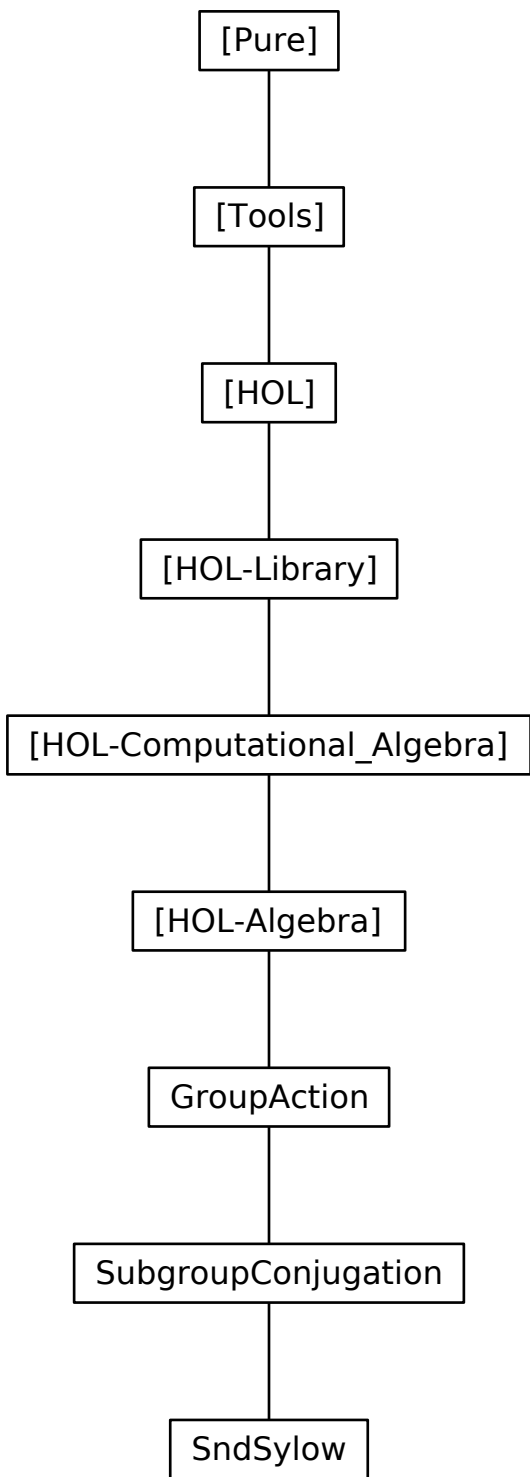 [Pure]
[Tools]
[HOL]
[HOL-Library]
[HOL-Computational_Algebra]
[HOL-Algebra]
GroupAction
SubgroupConjugation
SndSylow